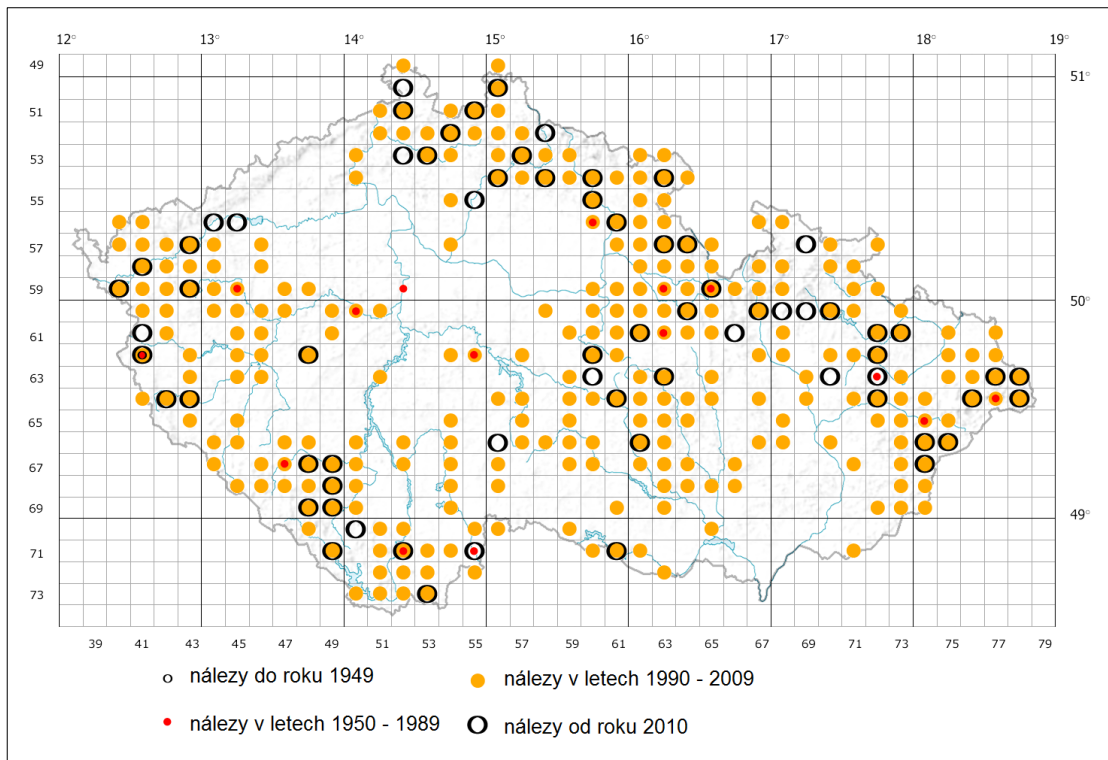 12° 13° 14° 15° 16° 17° 18° 19°
49
51°
51
53
55
57
59
50°
61
63
65
67
69
49°
71
73
39 41 43 45 47 49 51 53 55 57 59 61 63 65 67 69 71 73 75 77 79
nálezy do roku 1949
nálezy v letech 1990 - 2009
nálezy v letech 1950 - 1989
nálezy od roku 2010